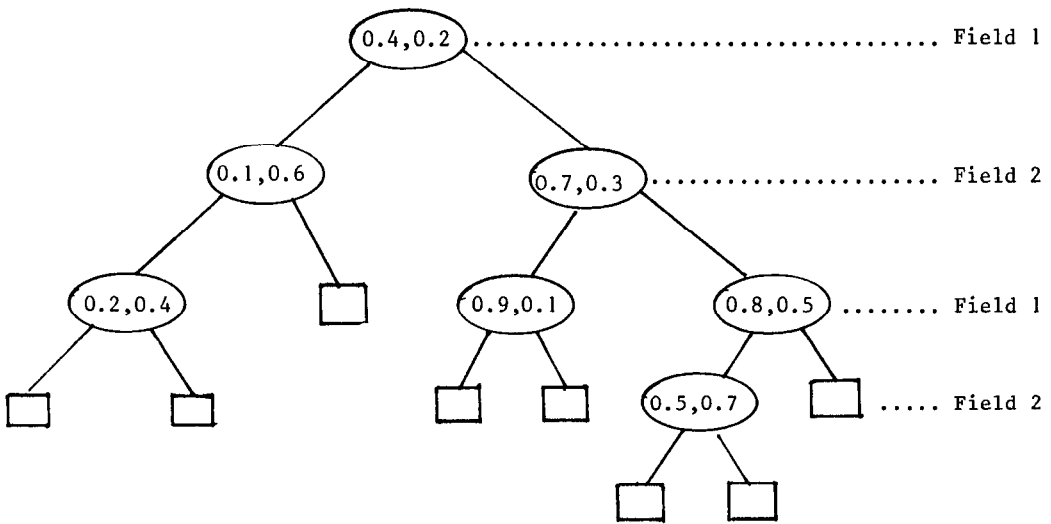 0.4,0.2 ........................................ Field 1
0.1,0.6
0.7,0.3 ......................... Field 2
0.2,0.4
0.9,0.1
0.8,0.5 ........ Field 1
0.5,0.7
..... Field 2